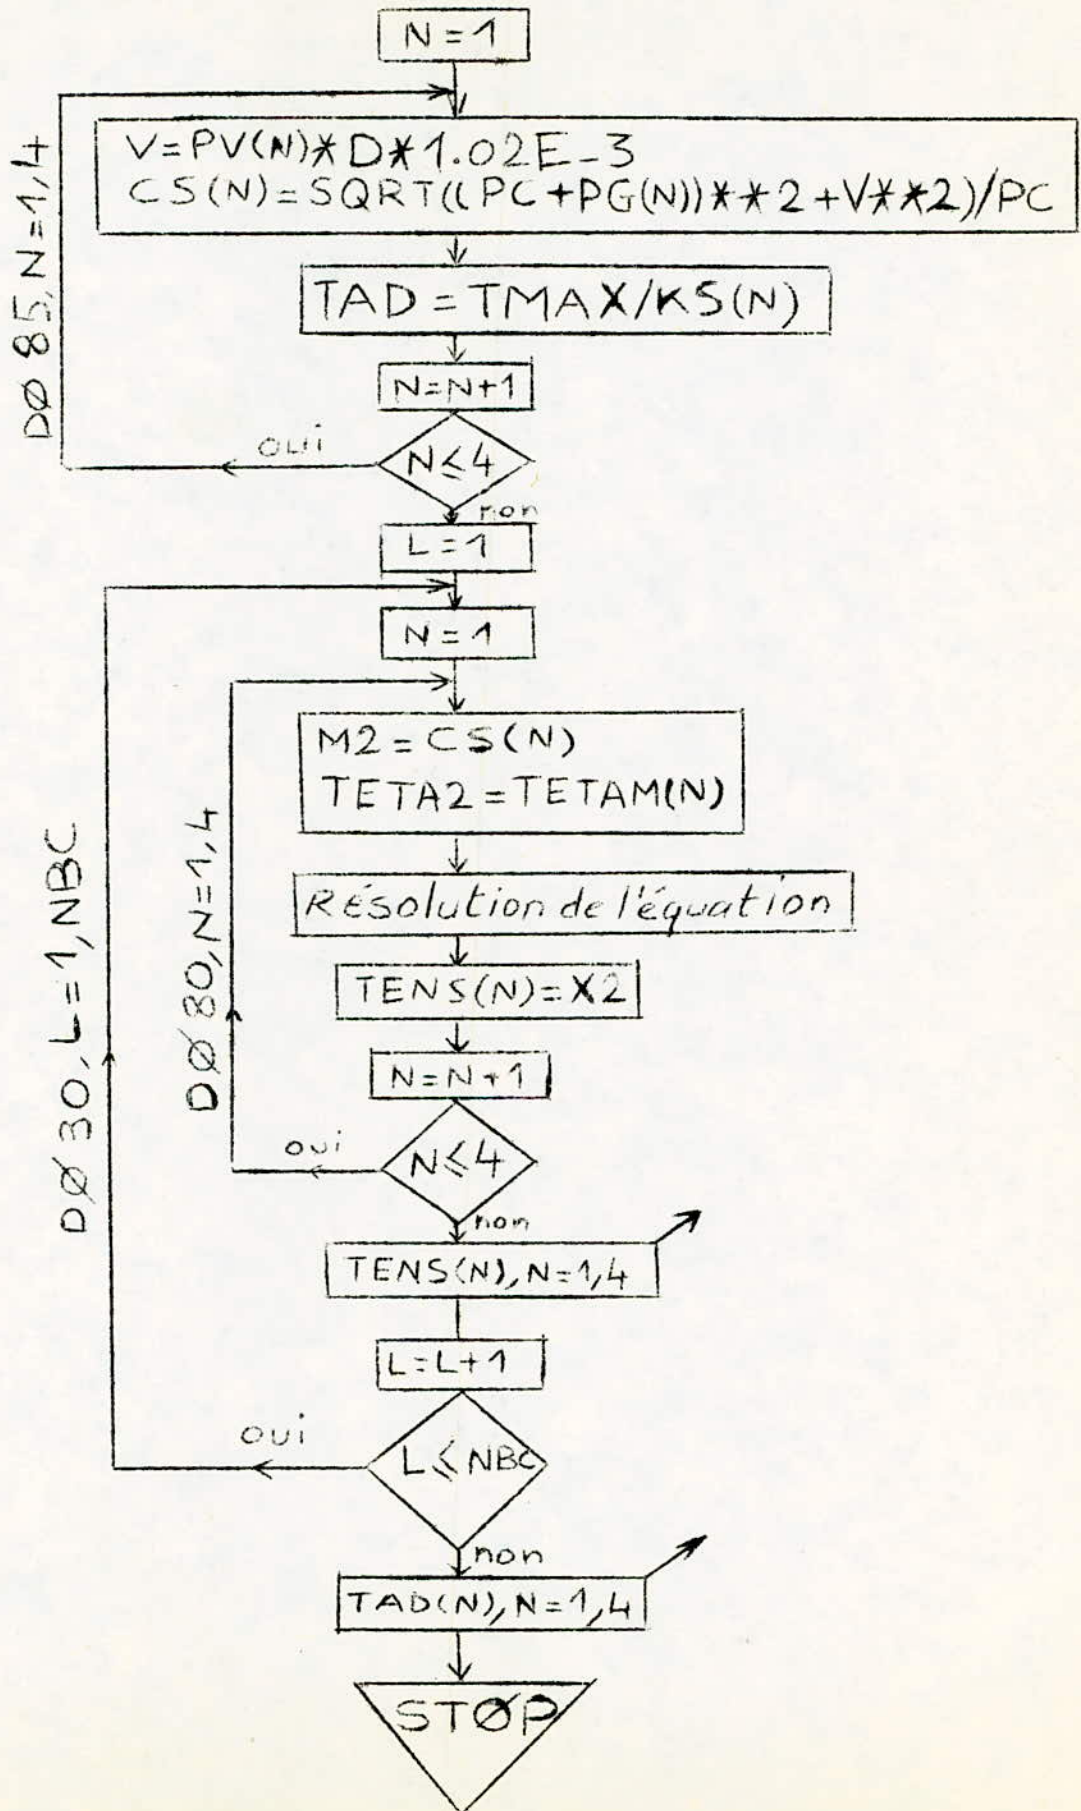 N=1
V=PV(N)*D*1.02E-3
CS(N)=SQRT((PC+PG(N))**2+V**2)/PC
DØ 85, N=1,4
TAD=TMAX/KS(N)
N=N+1
oui
N≤4
non
L=1
N=1
M2=CS(N)
TETA2=TETAM(N)
DØ 30, L=1, NBC
DØ 80, N=1,4
Résolution de l'équation
TENS(N)=X2
N=N+1
oui
N≤4
non
TENS(N), N=1,4
L=L+1
oui
L≤NBC
non
TAD(N), N=1,4
STØP